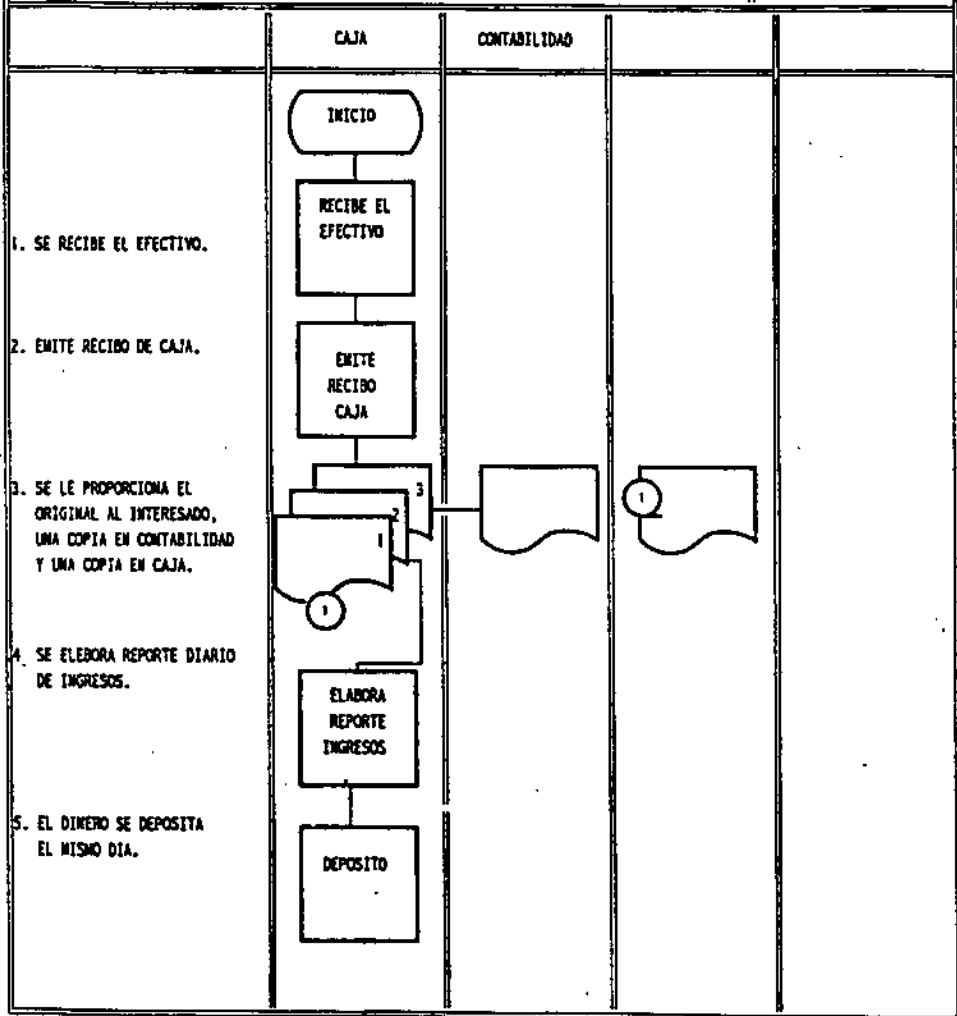 CAJA
CONTABILIDAD
INICIO
RECIBE EL
EFECTIVO
1. SE RECIBE EL EFECTIVO.
2. EMITE RECIBO DE CAJA.
EMITE
RECIBO
CAJA
3. SE LE PROPORCIONA EL
ORIGINAL AL INTERESADO,
UNA COPIA EN CONTABILIDAD
Y UNA COPIA EN CAJA.
3
2
1
1
1
4. SE ELEBORA REPORTE DIARIO
DE INGRESOS.
ELABORA
REPORTE
INGRESOS
5. EL DINERO SE DEPOSITA
EL MISMO DIA.
DEPOSITO